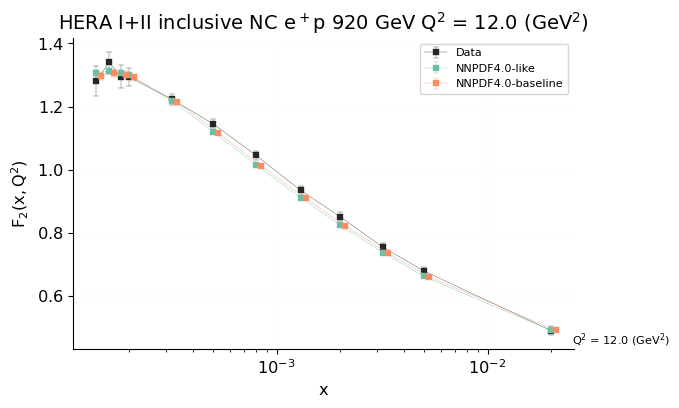 HERA I+II inclusive NC e⁺p 920 GeV Q² = 12.0 (GeV²)
Data
NNPDF4.0-like
NNPDF4.0-baseline
1.4
1.2
1.0
0.8
0.6
F₂(x, Q²)
Q² = 12.0 (GeV²)
10⁻³
10⁻²
x